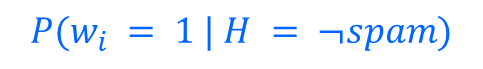 P(wᵢ = 1 | H = ¬spam)